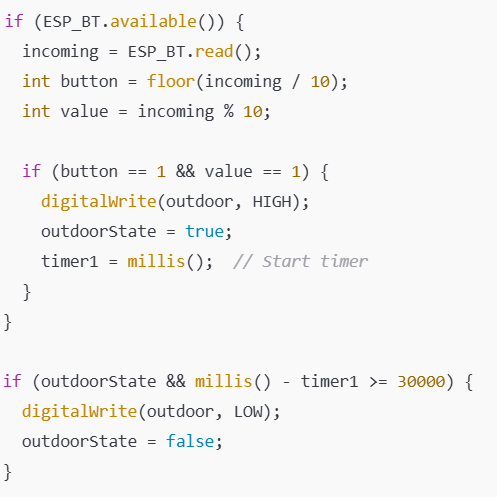 if (ESP_BT.available()) {
  incoming = ESP_BT.read();
  int button = floor(incoming / 10);
  int value = incoming % 10;

  if (button == 1 && value == 1) {
    digitalWrite(outdoor, HIGH);
    outdoorState = true;
    timer1 = millis();  // Start timer
  }
}

if (outdoorState && millis() - timer1 >= 30000) {
  digitalWrite(outdoor, LOW);
  outdoorState = false;
}